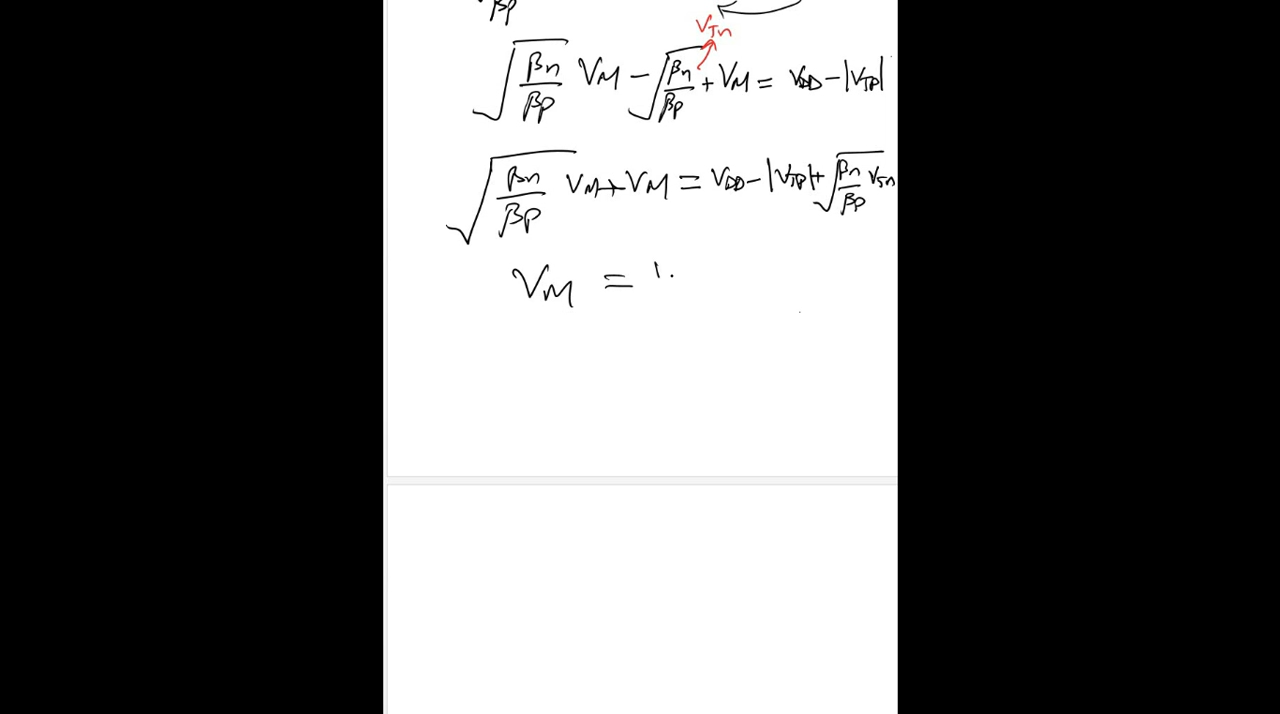 βp
VTn
√(βn/βp) VM − √(βn/βp) + VM = VDD − |VTP|
√(βn/βp) VM + VM = VDD − |VTP| + √(βn/βp) VTn
VM =